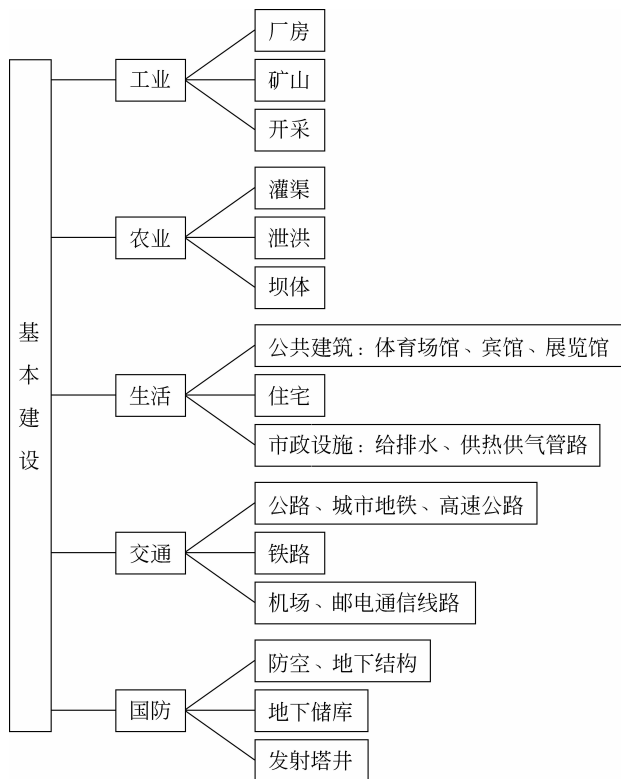 基本建设
工业
厂房
矿山
开采
农业
灌渠
泄洪
坝体
生活
公共建筑：体育场馆、宾馆、展览馆
住宅
市政设施：给排水、供热供气管路
交通
公路、城市地铁、高速公路
铁路
机场、邮电通信线路
国防
防空、地下结构
地下储库
发射塔井